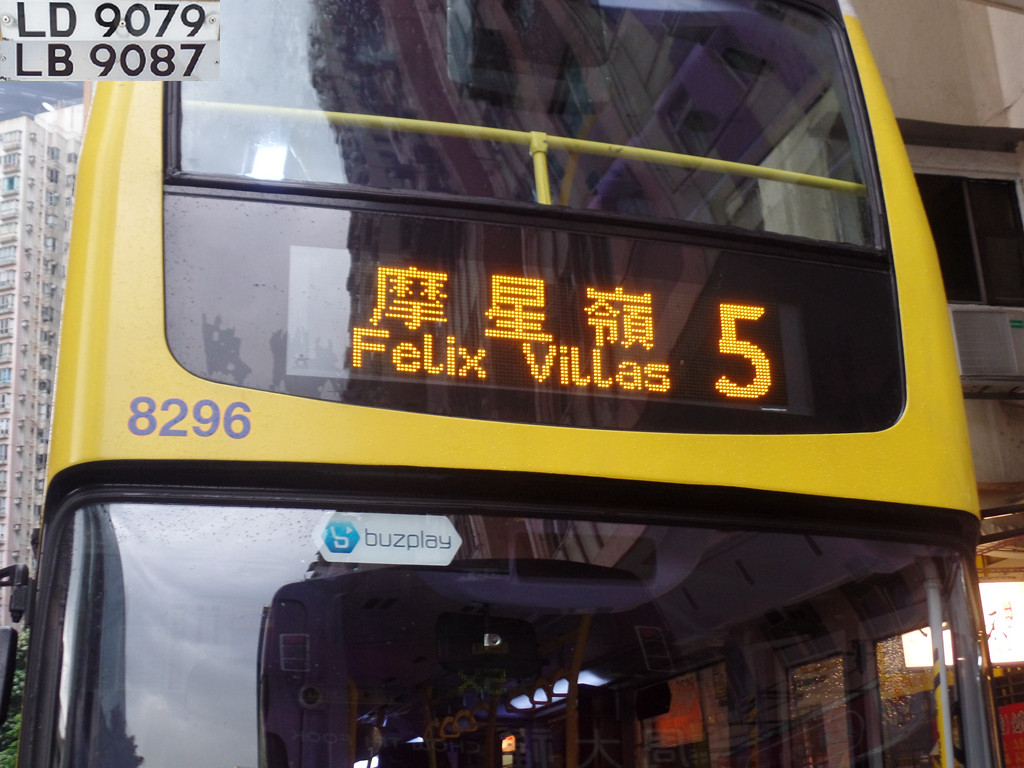 LD 9079
LB 9087
摩星嶺 5
Felix Villas
8296
buzplay